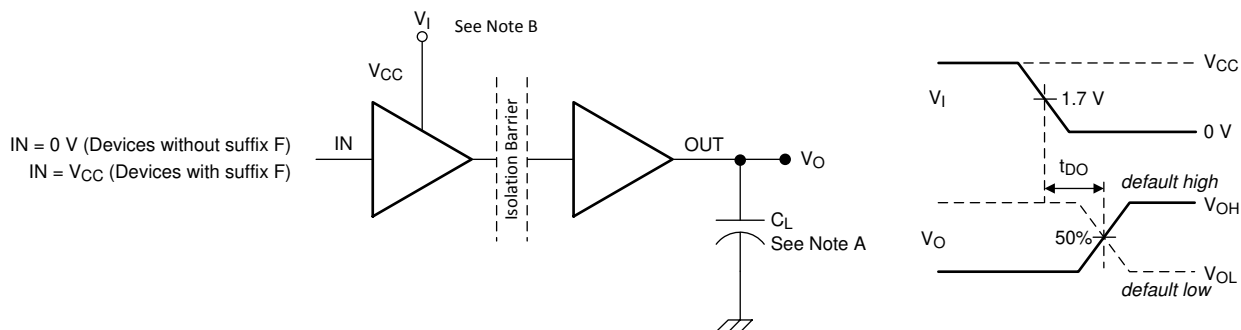 V_I
See Note B
V_CC
IN = 0 V (Devices without suffix F)
IN = V_CC (Devices with suffix F)
IN
Isolation Barrier
OUT
V_O
C_L
See Note A
V_CC
V_I
1.7 V
0 V
t_DO
default high
V_OH
V_O
50%
V_OL
default low